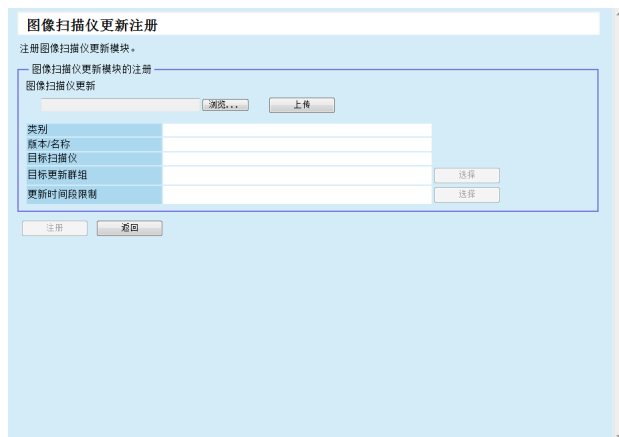 图像扫描仪更新注册
注册图像扫描仪更新模块。
图像扫描仪更新模块的注册
图像扫描仪更新
浏览... 上传
类别
版本/名称
目标扫描仪
目标更新群组 选择
更新时间段限制 选择
注册 返回